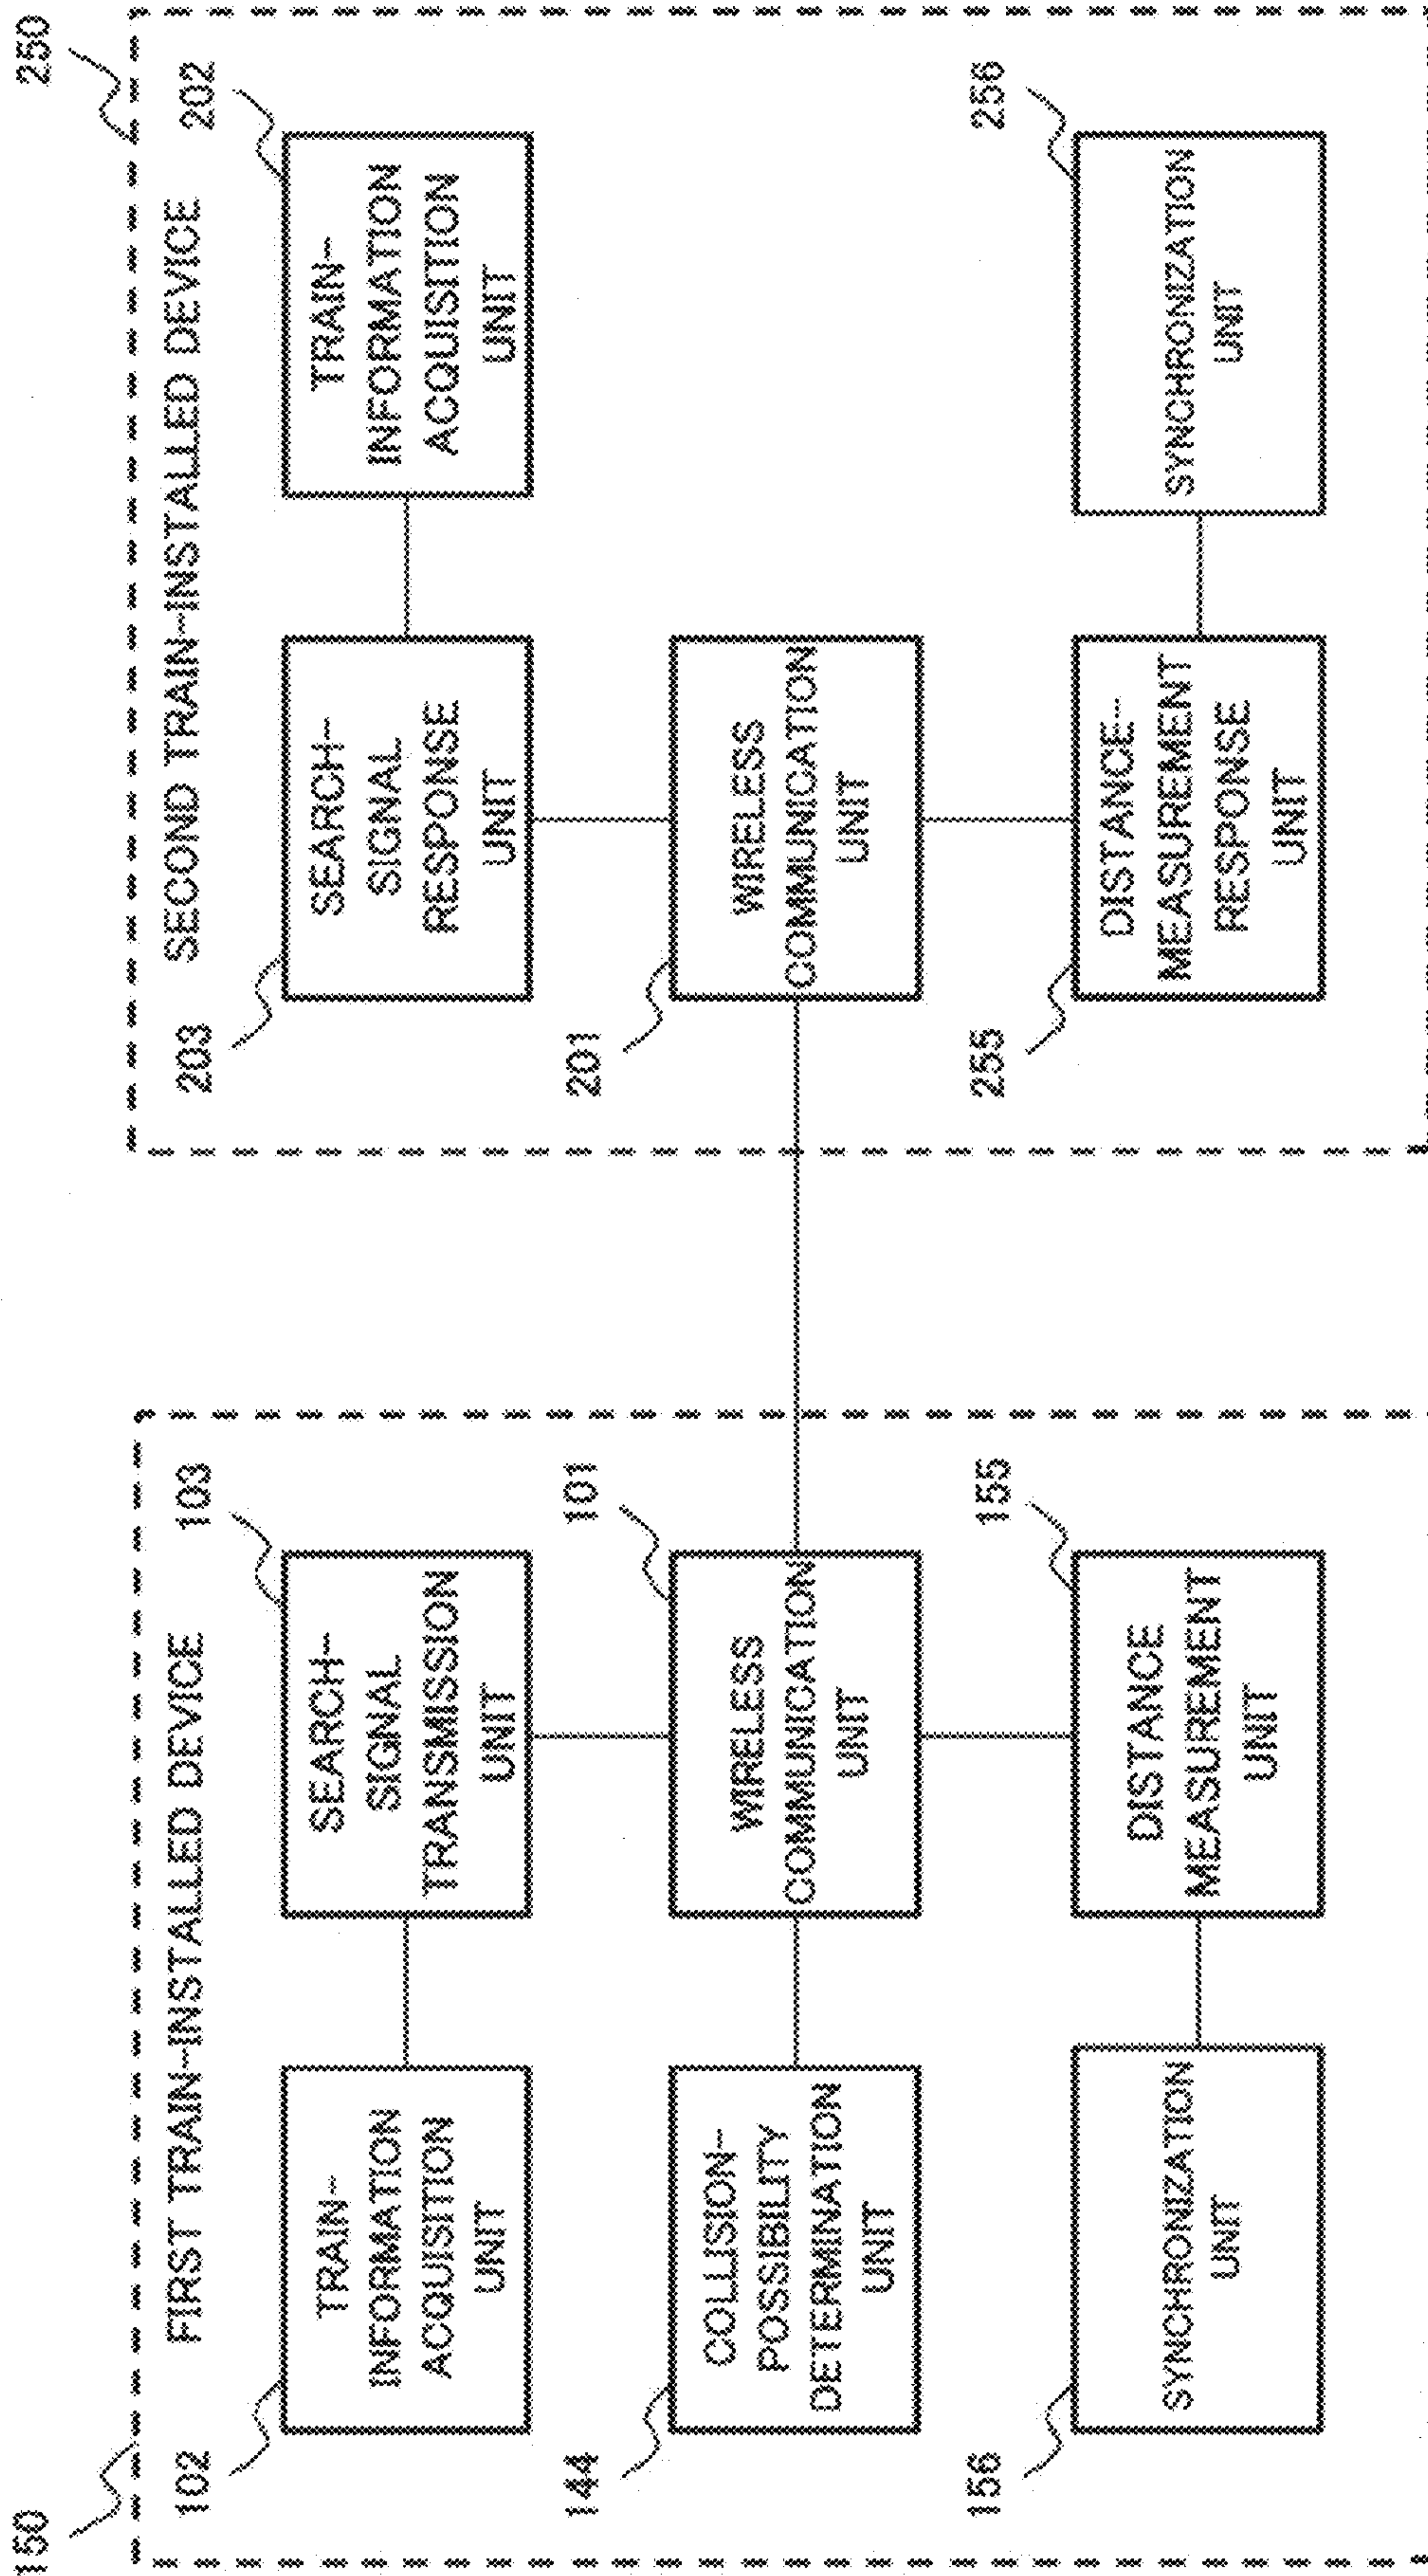 150
FIRST TRAIN-INSTALLED DEVICE
102
TRAIN-
INFORMATION
ACQUISITION
UNIT
103
SEARCH-
SIGNAL
TRANSMISSION
UNIT
144
COLLISION-
POSSIBILITY
DETERMINATION
UNIT
101
WIRELESS
COMMUNICATION
UNIT
156
SYNCHRONIZATION
UNIT
155
DISTANCE
MEASUREMENT
UNIT
250
SECOND TRAIN-INSTALLED DEVICE
203
SEARCH-
SIGNAL
RESPONSE
UNIT
202
TRAIN-
INFORMATION
ACQUISITION
UNIT
201
WIRELESS
COMMUNICATION
UNIT
255
DISTANCE-
MEASUREMENT
RESPONSE
UNIT
256
SYNCHRONIZATION
UNIT